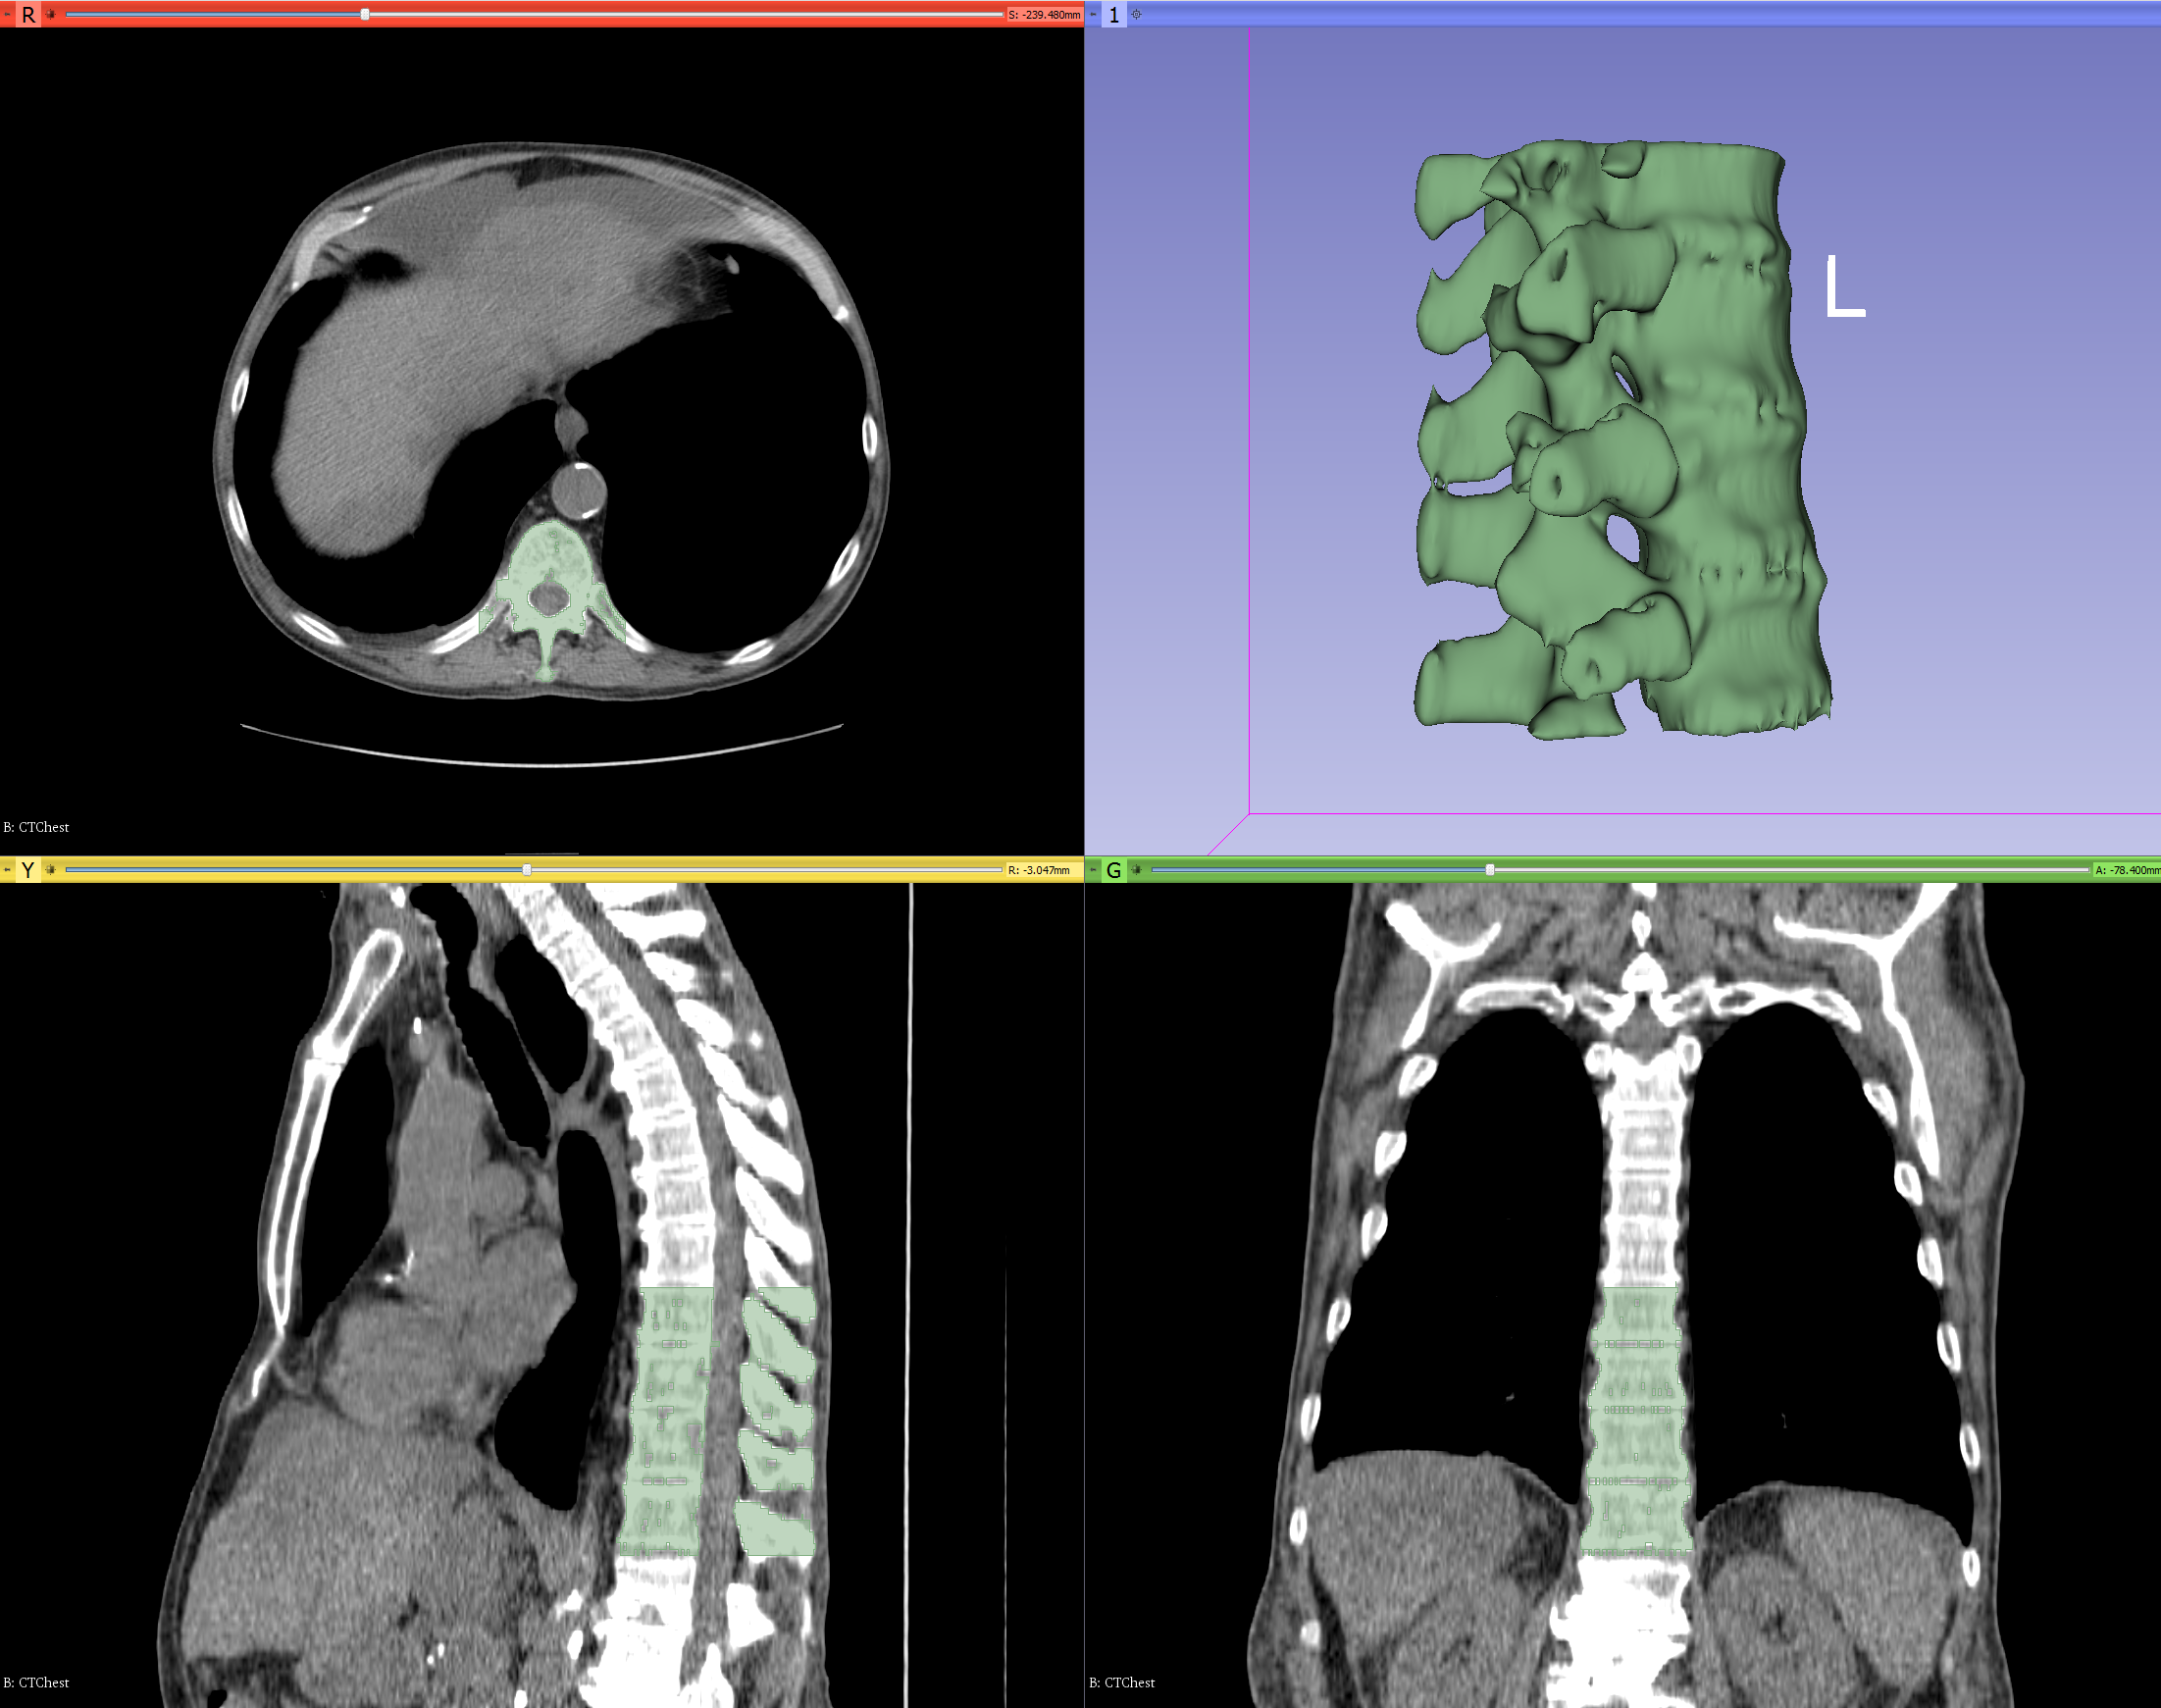 R
S: -239.480mm
1
L
B: CTChest
Y
R: -3.047mm
G
A: -78.400mm
B: CTChest
B: CTChest